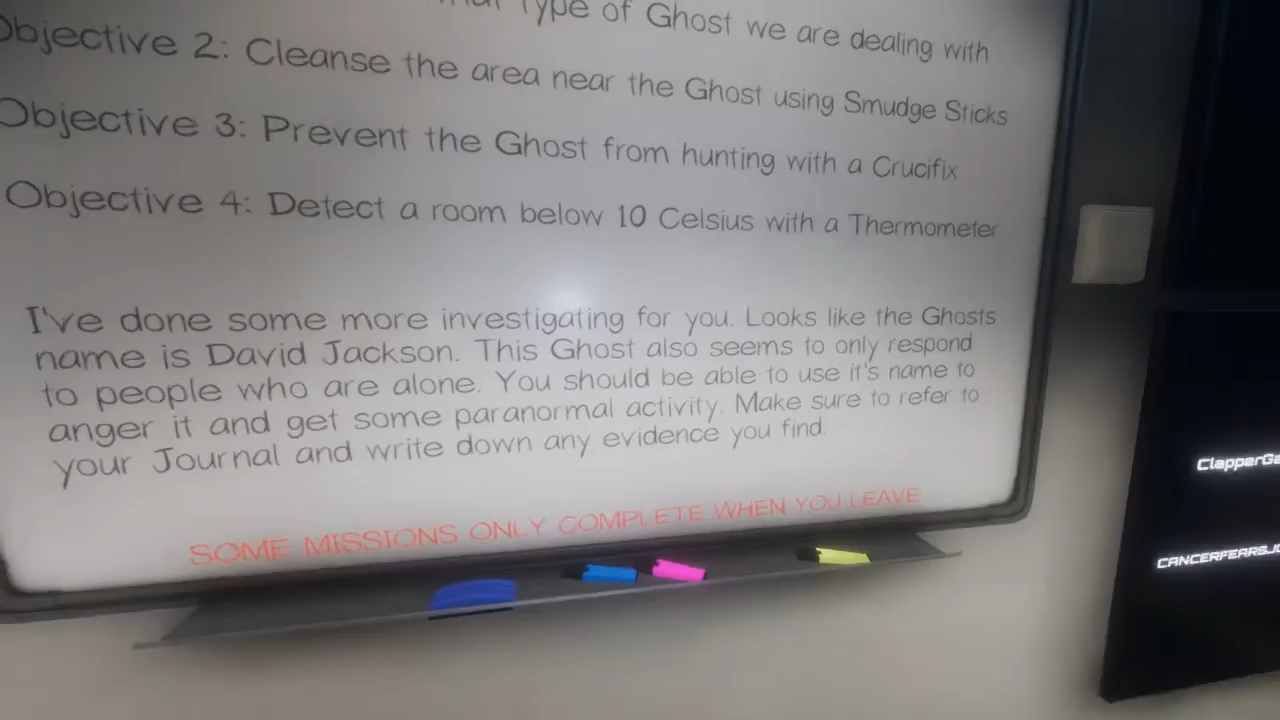 Type of Ghost we are dealing with
Objective 2: Cleanse the area near the Ghost using Smudge Sticks
Objective 3: Prevent the Ghost from hunting with a Crucifix
Objective 4: Detect a room below 10 Celsius with a Thermometer
I've done some more investigating for you. Looks like the Ghosts
name is David Jackson. This Ghost also seems to only respond
to people who are alone. You should be able to use it's name to
anger it and get some paranormal activity. Make sure to refer to
your Journal and write down any evidence you find.
SOME MISSIONS ONLY COMPLETE WHEN YOU LEAVE